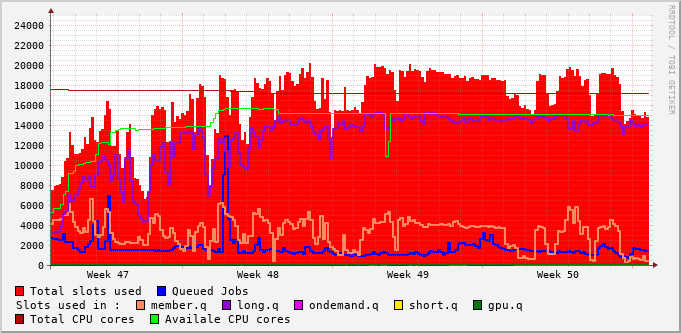 24000
22000
20000
18000
16000
14000
12000
10000
8000
6000
4000
2000
0
Week 47 Week 48 Week 49 Week 50
Total slots used Queued Jobs
Slots used in : member.q long.q ondemand.q short.q gpu.q
Total CPU cores Availale CPU cores
RRDTOOL / TOBI OETIKER